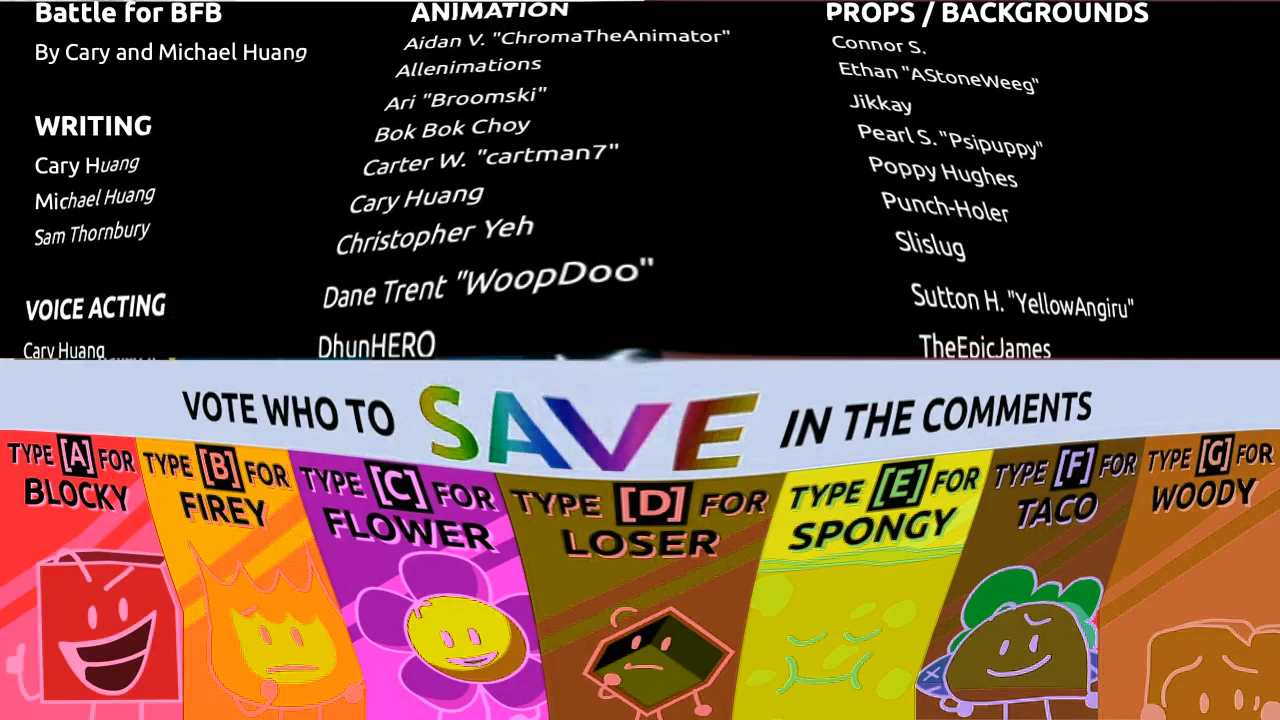 Battle for BFB
By Cary and Michael Huang
WRITING
Cary Huang
Michael Huang
Sam Thornbury
VOICE ACTING
Cary Huang
ANIMATION
Aidan V. "ChromaTheAnimator"
Allenimations
Ari "Broomski"
Bok Bok Choy
Carter W. "cartman7"
Cary Huang
Christopher Yeh
Dane Trent "WoopDoo"
DhunHERO
PROPS / BACKGROUNDS
Connor S.
Ethan "AStoneWeeg"
Jikkay
Pearl S. "Psipuppy"
Poppy Hughes
Punch-Holer
Slislug
Sutton H. "YellowAngiru"
TheEpicJames
VOTE WHO TO SAVE IN THE COMMENTS
TYPE [A] FOR
BLOCKY
TYPE [B] FOR
FIREY
TYPE [C] FOR
FLOWER
TYPE [D] FOR
LOSER
TYPE [E] FOR
SPONGY
TYPE [F] FOR
TACO
TYPE [G] FOR
WOODY